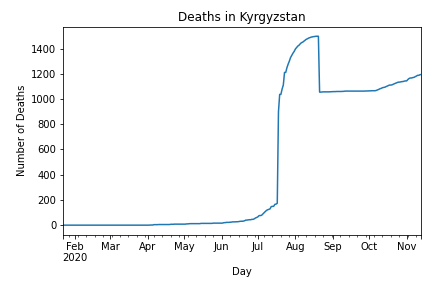 Deaths in Kyrgyzstan
Number of Deaths
1400
1200
1000
800
600
400
200
0
Feb Mar Apr May Jun Jul Aug Sep Oct Nov
2020
Day